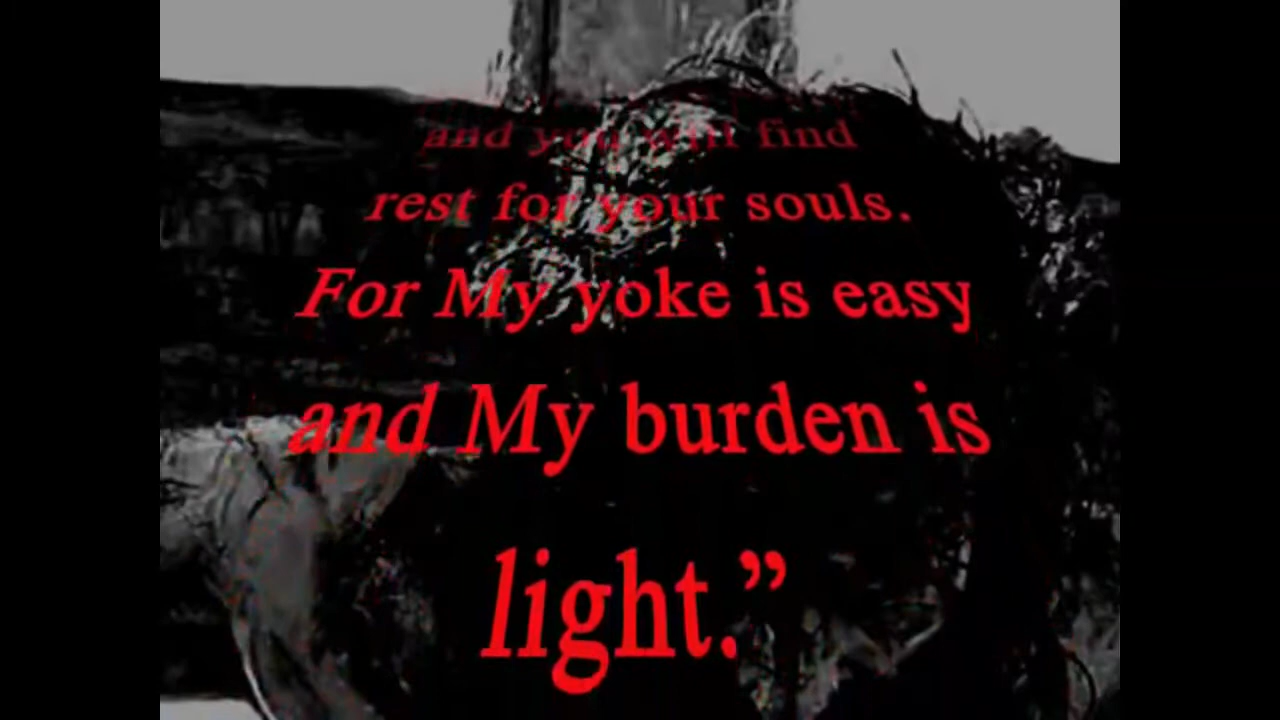 and you will find
rest for your souls.
For My yoke is easy
and My burden is
light.”